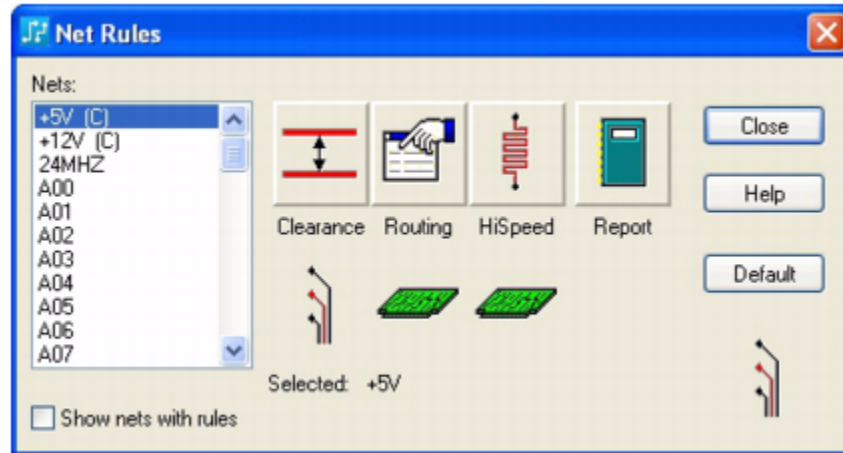 Net Rules
Nets:
+5V (C)
+12V (C)
24MHZ
A00
A01
A02
A03
A04
A05
A06
A07
Show nets with rules
Clearance Routing HiSpeed Report
Selected: +5V
Close
Help
Default